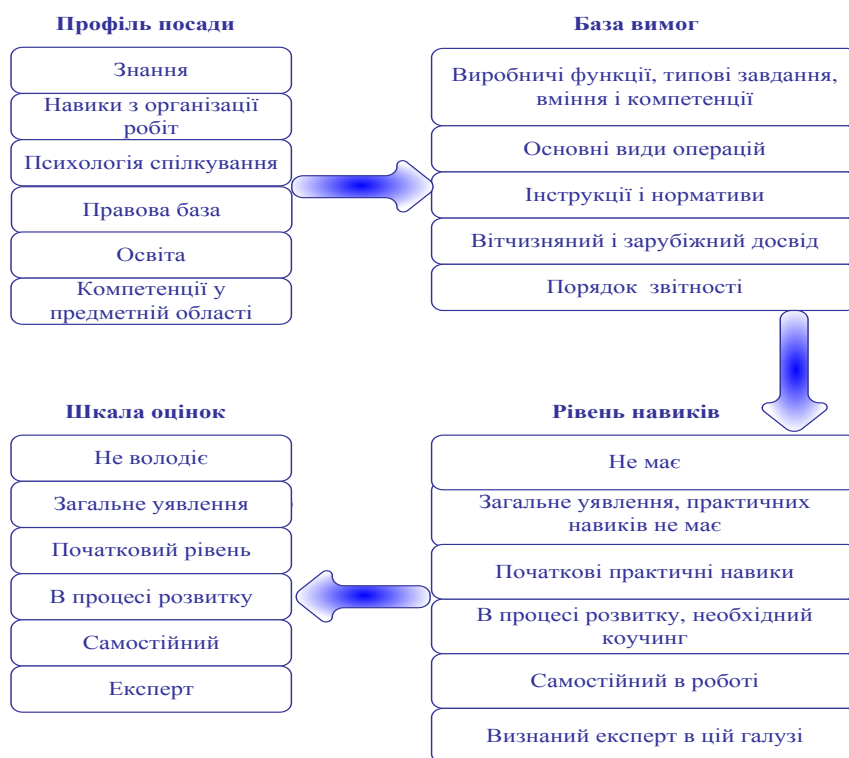 Профіль посади
Знання
Навики з організації
робіт
Психологія спілкування
Правова база
Освіта
Компетенції у
предметній області
База вимог
Виробничі функції, типові завдання,
вміння і компетенції
Основні види операцій
Інструкції і нормативи
Вітчизняний і зарубіжний досвід
Порядок звітності
Рівень навиків
Не має
Загальне уявлення, практичних
навиків не має
Початкові практичні навики
В процесі розвитку, необхідний
коучинг
Самостійний в роботі
Визнаний експерт в цій галузі
Шкала оцінок
Не володіє
Загальне уявлення
Початковий рівень
В процесі розвитку
Самостійний
Експерт